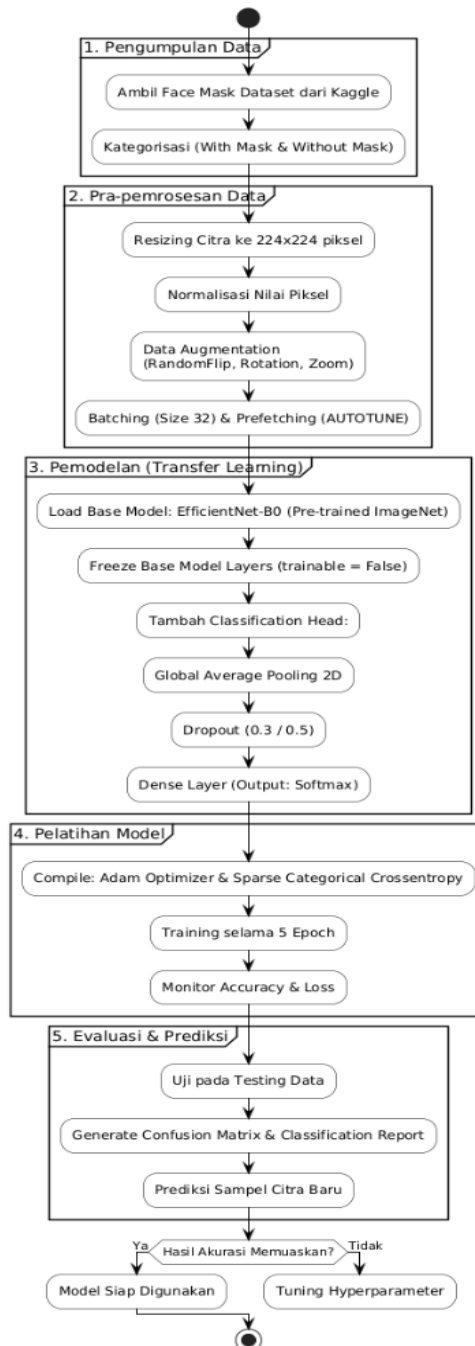 1. Pengumpulan Data
Ambil Face Mask Dataset dari Kaggle
Kategorisasi (With Mask & Without Mask)
2. Pra-pemrosesan Data
Resizing Citra ke 224x224 piksel
Normalisasi Nilai Piksel
Data Augmentation
(RandomFlip, Rotation, Zoom)
Batching (Size 32) & Prefetching (AUTOTUNE)
3. Pemodelan (Transfer Learning)
Load Base Model: EfficientNet-B0 (Pre-trained ImageNet)
Freeze Base Model Layers (trainable = False)
Tambah Classification Head:
Global Average Pooling 2D
Dropout (0.3 / 0.5)
Dense Layer (Output: Softmax)
4. Pelatihan Model
Compile: Adam Optimizer & Sparse Categorical Crossentropy
Training selama 5 Epoch
Monitor Accuracy & Loss
5. Evaluasi & Prediksi
Uji pada Testing Data
Generate Confusion Matrix & Classification Report
Prediksi Sampel Citra Baru
Ya
Hasil Akurasi Memuaskan?
Tidak
Model Siap Digunakan
Tuning Hyperparameter